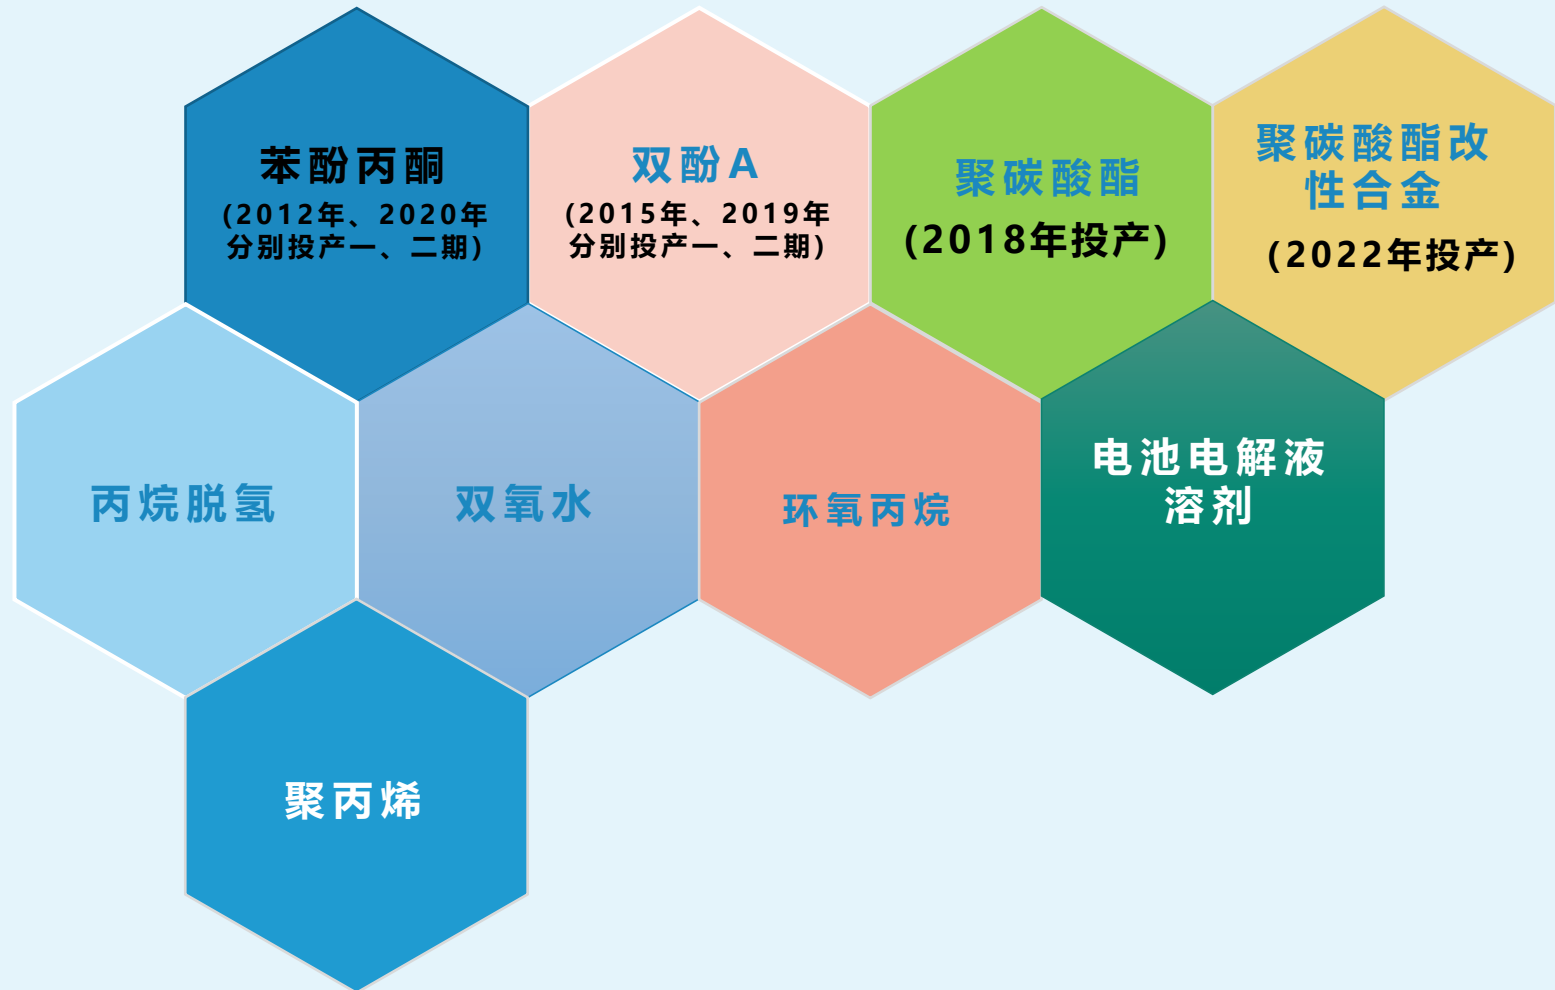 苯酚丙酮
(2012年、2020年
分别投产一、二期)
双酚A
(2015年、2019年
分别投产一、二期)
聚碳酸酯
(2018年投产)
聚碳酸酯改
性合金
(2022年投产)
丙烷脱氢
双氧水
环氧丙烷
电池电解液
溶剂
聚丙烯